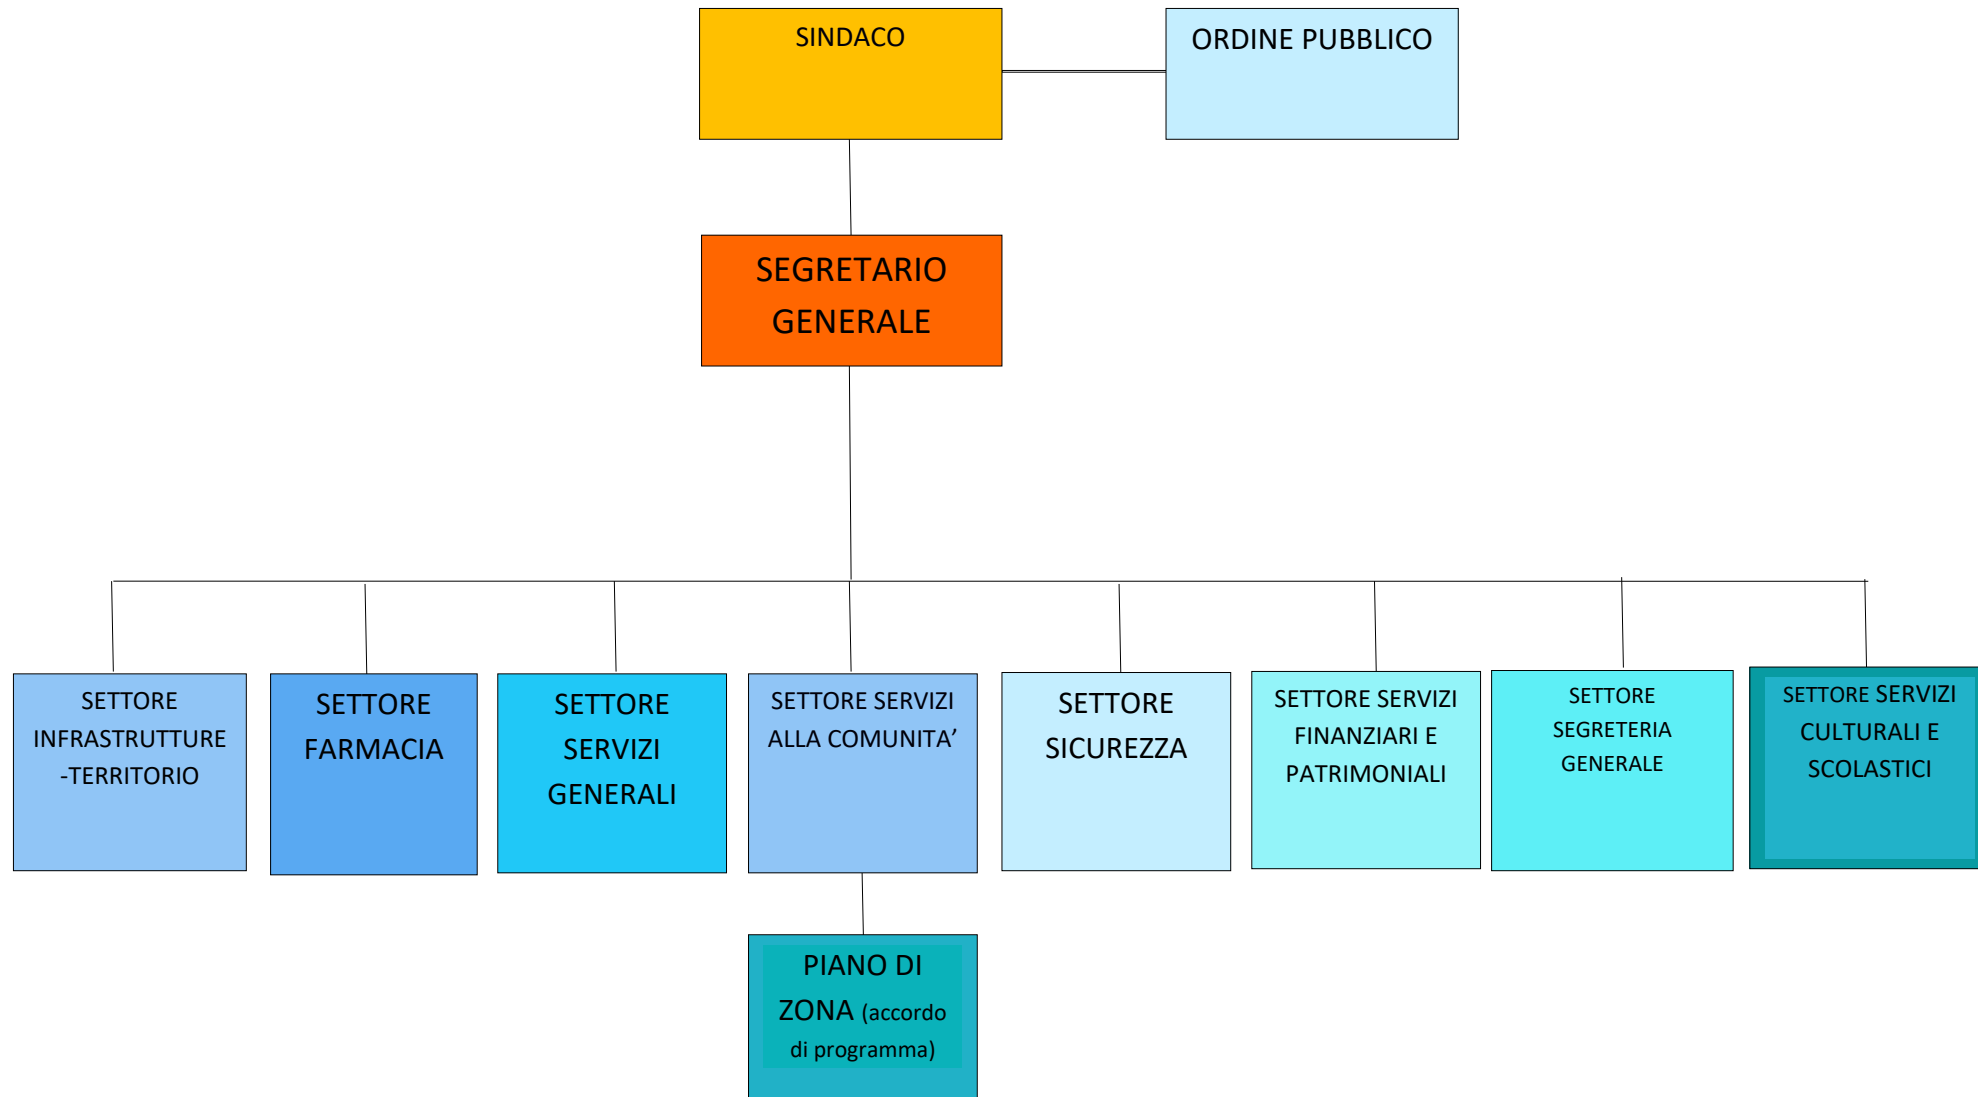 SINDACO
ORDINE PUBBLICO
SEGRETARIO
GENERALE
SETTORE
INFRASTRUTTURE
-TERRITORIO
SETTORE
FARMACIA
SETTORE
SERVIZI
GENERALI
SETTORE SERVIZI
ALLA COMUNITA’
SETTORE
SICUREZZA
SETTORE SERVIZI
FINANZIARI E
PATRIMONIALI
SETTORE
SEGRETERIA
GENERALE
SETTORE SERVIZI
CULTURALI E
SCOLASTICI
PIANO DI
ZONA (accordo
di programma)